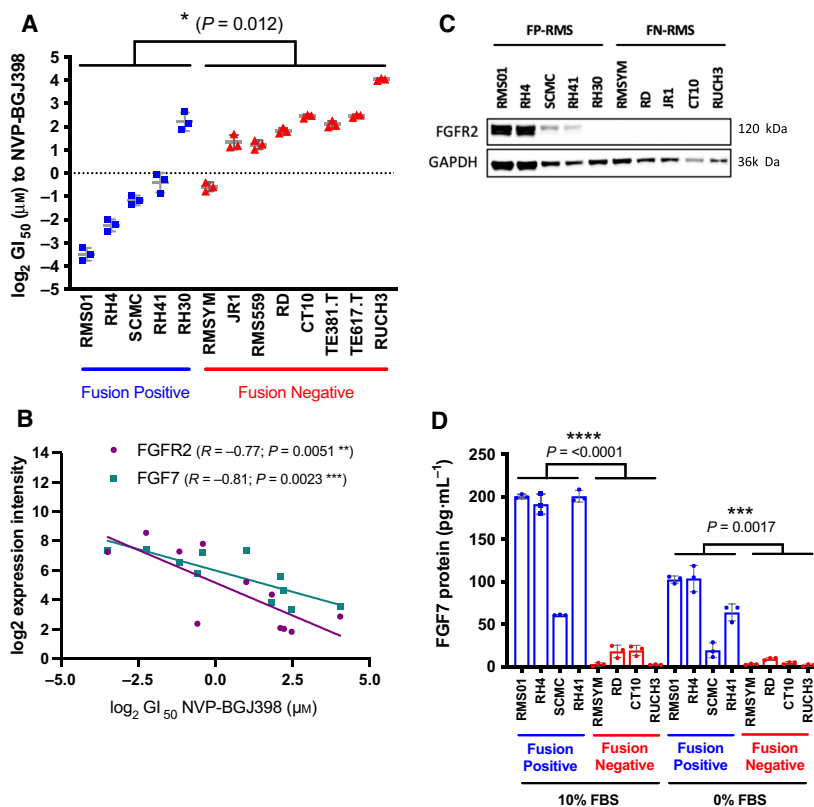 A
* (P = 0.012)
log2 GI50 (µM) to NVP-BGJ398
5
4
3
2
1
0
–1
–2
–3
–4
–5
RMS01
RH4
SCMC
RH41
RH30
RMSYM
JR1
RMS559
RD
CT10
TE381.T
TE617.T
RUCH3
Fusion Positive
Fusion Negative
C
FP-RMS
FN-RMS
RMS01
RH4
SCMC
RH41
RH30
RMSYM
RD
JR1
CT10
RUCH3
FGFR2
120 kDa
GAPDH
36k Da
B
FGFR2 (R = –0.77; P = 0.0051 **)
FGF7 (R = –0.81; P = 0.0023 ***)
log2 expression intensity
14
12
10
8
6
4
2
0
–5.0
–2.5
0.0
2.5
5.0
log2 GI50 NVP-BGJ398 (µM)
D
****
P = <0.0001
***
P = 0.0017
FGF7 protein (pg·mL–1)
250
200
150
100
50
0
RMS01
RH4
SCMC
RH41
RMSYM
RD
CT10
RUCH3
RMS01
RH4
SCMC
RH41
RMSYM
RD
CT10
RUCH3
Fusion Positive
Fusion Negative
Fusion Positive
Fusion Negative
10% FBS
0% FBS